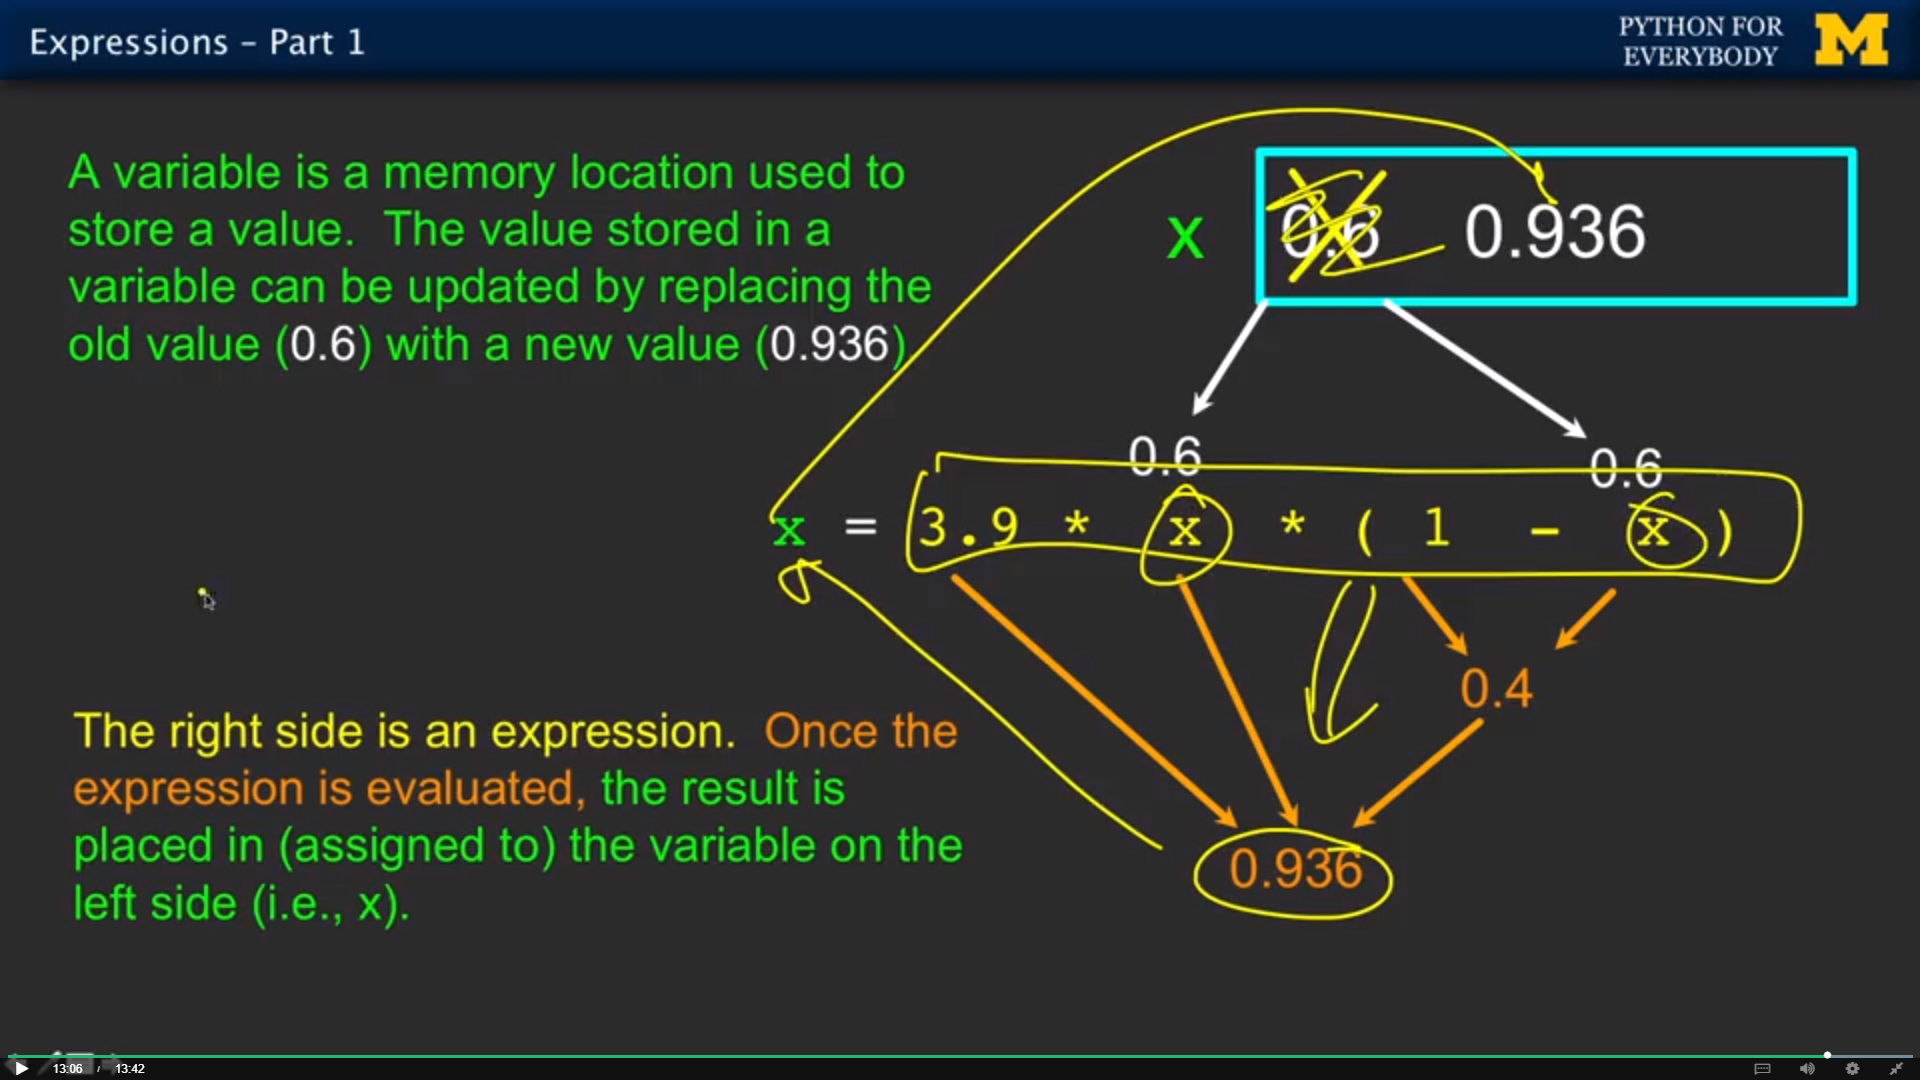 Expressions – Part 1
PYTHON FOR
EVERYBODY
M
A variable is a memory location used to
store a value.  The value stored in a
variable can be updated by replacing the
old value (0.6) with a new value (0.936)
x
0.6 0.936
0.6
0.6
x = 3.9 * x * ( 1 - x )
0.4
0.936
The right side is an expression.  Once the
expression is evaluated, the result is
placed in (assigned to) the variable on the
left side (i.e., x).
13:06 / 13:42